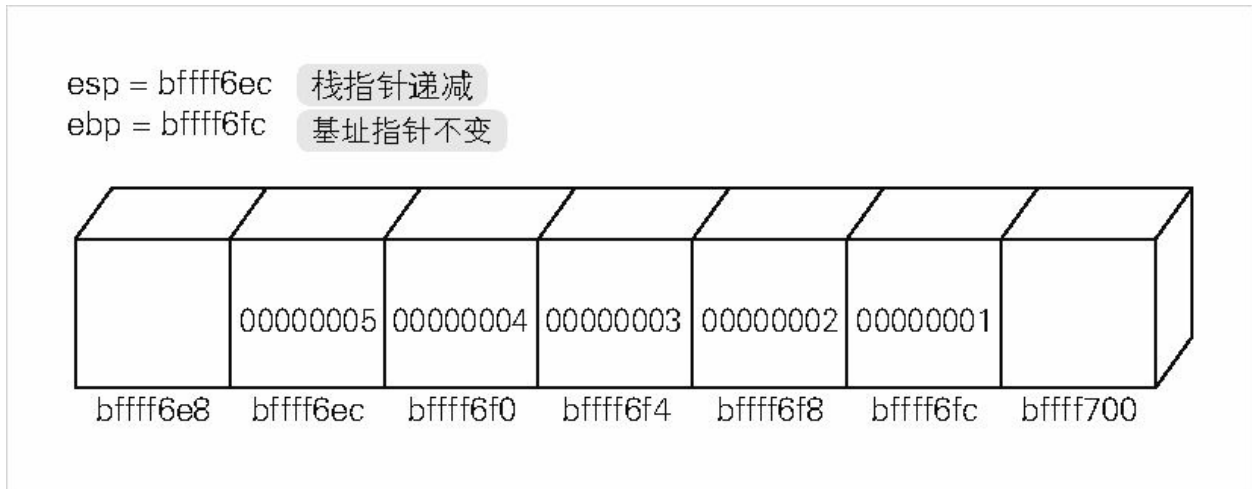 esp = bffff6ec 栈指针递减
ebp = bffff6fc 基址指针不变
00000005 00000004 00000003 00000002 00000001
bffff6e8 bffff6ec bffff6f0 bffff6f4 bffff6f8 bffff6fc bffff700